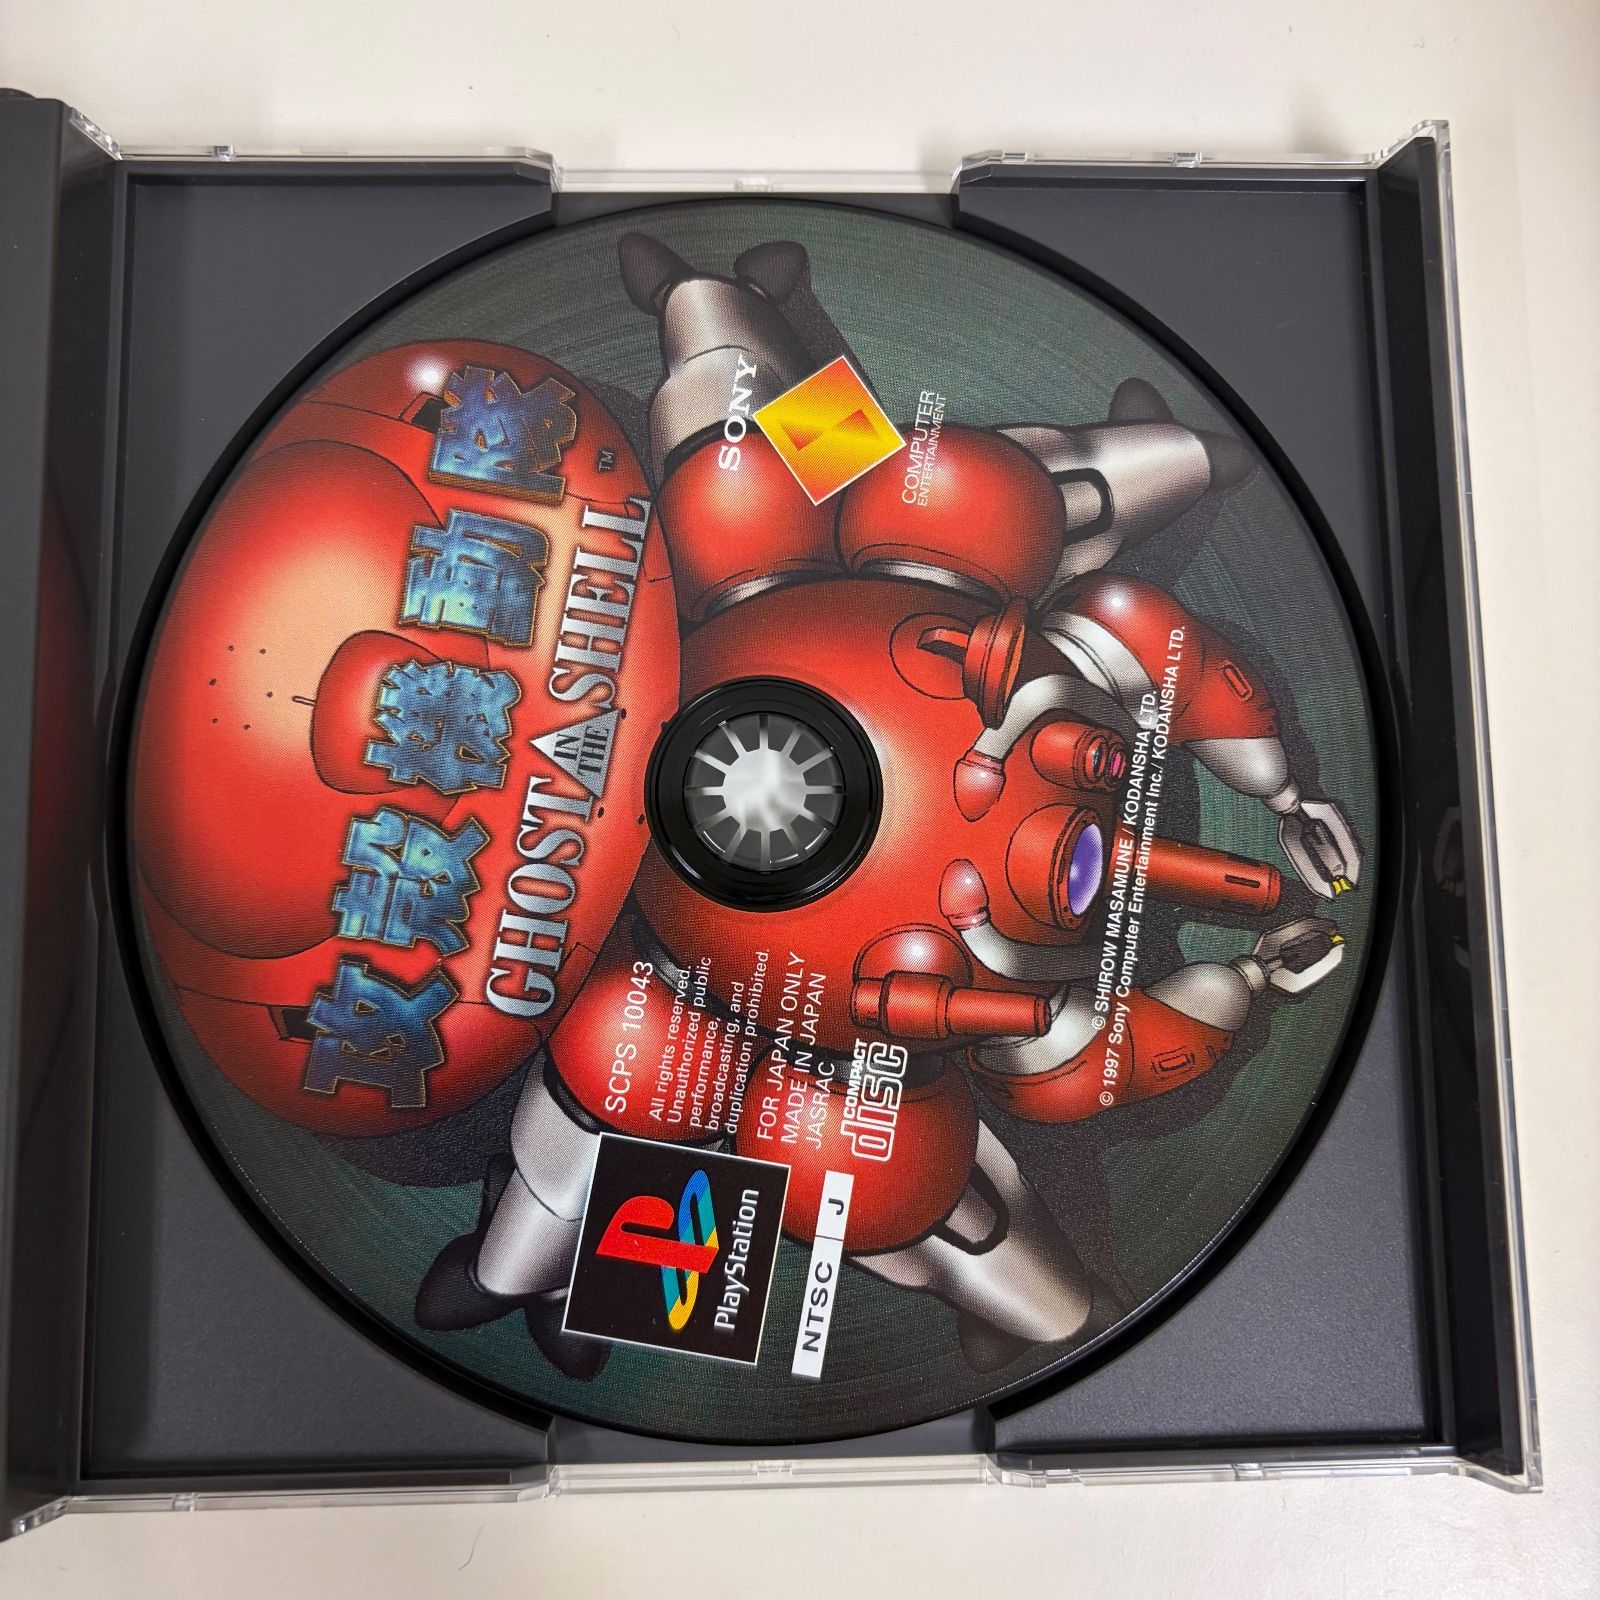 攻殻機動隊
™
GHOST IN THE SHELL
SONY
COMPUTER
ENTERTAINMENT
SCPS 10043
All rights reserved.
Unauthorized public
performance,
broadcasting, and
duplication prohibited.
FOR JAPAN ONLY
MADE IN JAPAN
JASRAC
COMPACT
disc
PlayStation
NTSC J
© SHIROW MASAMUNE / KODANSHA LTD.
© 1997 Sony Computer Entertainment Inc. / KODANSHA LTD.